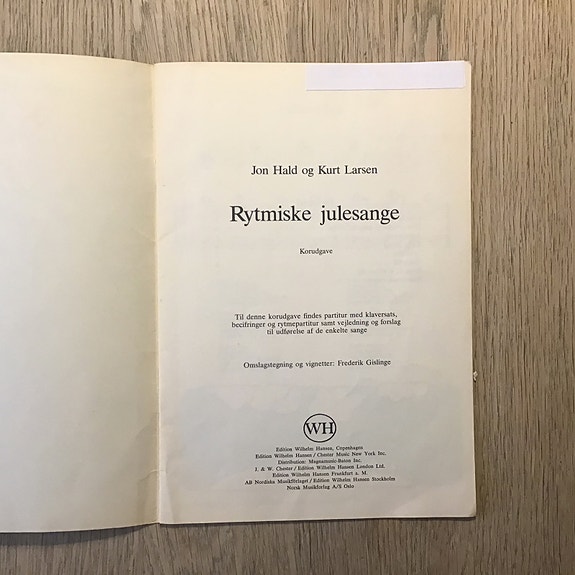 Jon Hald og Kurt Larsen
Rytmiske julesange
Korudgave
Til denne korudgave findes partitur med klaversats,
becifringer og rytmepartitur samt vejledning og forslag
til udførelse af de enkelte sange
Omslagstegning og vignetter: Frederik Gislinge
WH
Edition Wilhelm Hansen, Copenhagen
Edition Wilhelm Hansen / Chester Music New York Inc.
Distribution: Magnamusic-Baton Inc.
J. & W. Chester / Edition Wilhelm Hansen London Ltd.
Edition Wilhelm Hansen Frankfurt a. M.
AB Nordiska Musikförlaget / Edition Wilhelm Hansen Stockholm
Norsk Musikforlag A/S Oslo